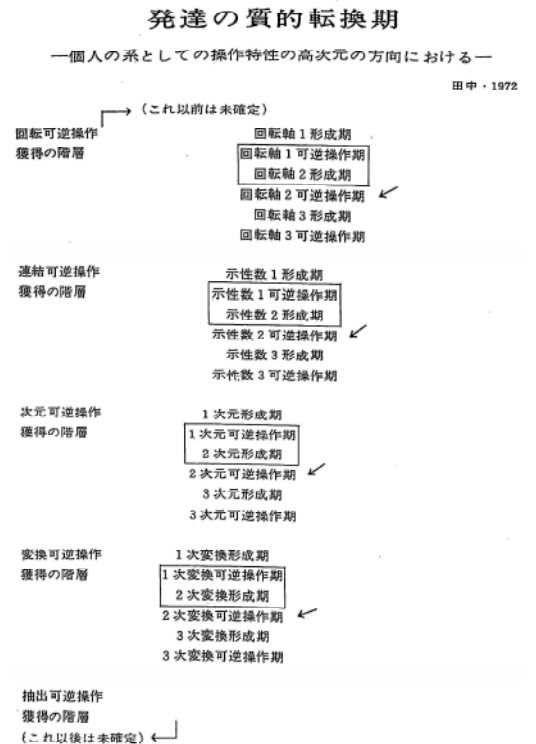 発達の質的転換期
―個人の系としての操作特性の高次元の方向における―
田中・1972
(これ以前は未確定)
回転可逆操作
獲得の階層
回転軸1形成期
回転軸1可逆操作期
回転軸2形成期
回転軸2可逆操作期
回転軸3形成期
回転軸3可逆操作期
連結可逆操作
獲得の階層
示性数1形成期
示性数1可逆操作期
示性数2形成期
示性数2可逆操作期
示性数3形成期
示性数3可逆操作期
次元可逆操作
獲得の階層
1次元形成期
1次元可逆操作期
2次元形成期
2次元可逆操作期
3次元形成期
3次元可逆操作期
変換可逆操作
獲得の階層
1次変換形成期
1次変換可逆操作期
2次変換形成期
2次変換可逆操作期
3次変換形成期
3次変換可逆操作期
抽出可逆操作
獲得の階層
(これ以後は未確定)